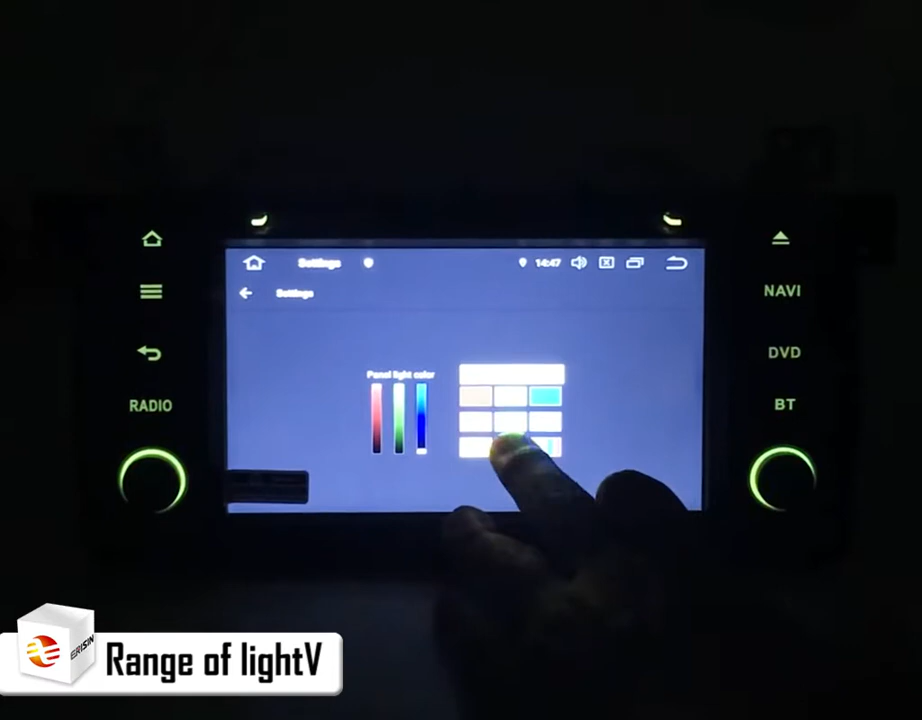 Settings
14:47
Settings
Panel light color
RADIO
NAVI
DVD
BT
ERISIN
Range of lightV